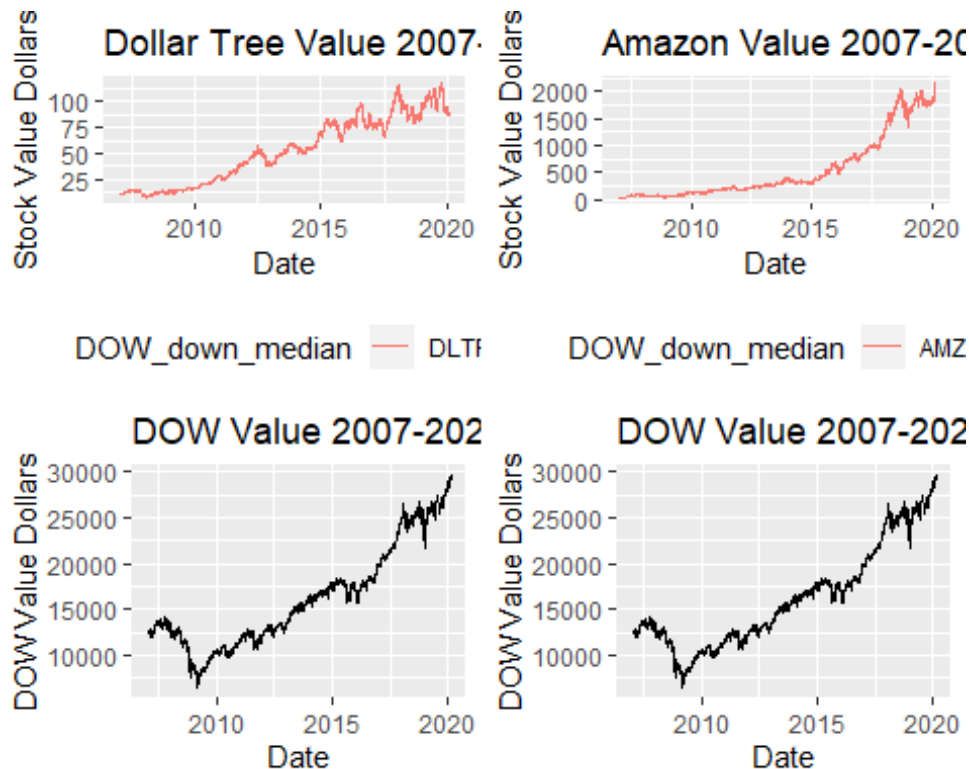 Dollar Tree Value 2007-
Stock Value Dollars
100
75
50
25
2010 2015 2020
Date
DOW_down_median DLTR
Amazon Value 2007-20
Stock Value Dollars
2000
1500
1000
500
0
2010 2015 2020
Date
DOW_down_median AMZ
DOW Value 2007-202
DOW Value Dollars
30000
25000
20000
15000
10000
2010 2015 2020
Date
DOW Value 2007-202
DOW Value Dollars
30000
25000
20000
15000
10000
2010 2015 2020
Date